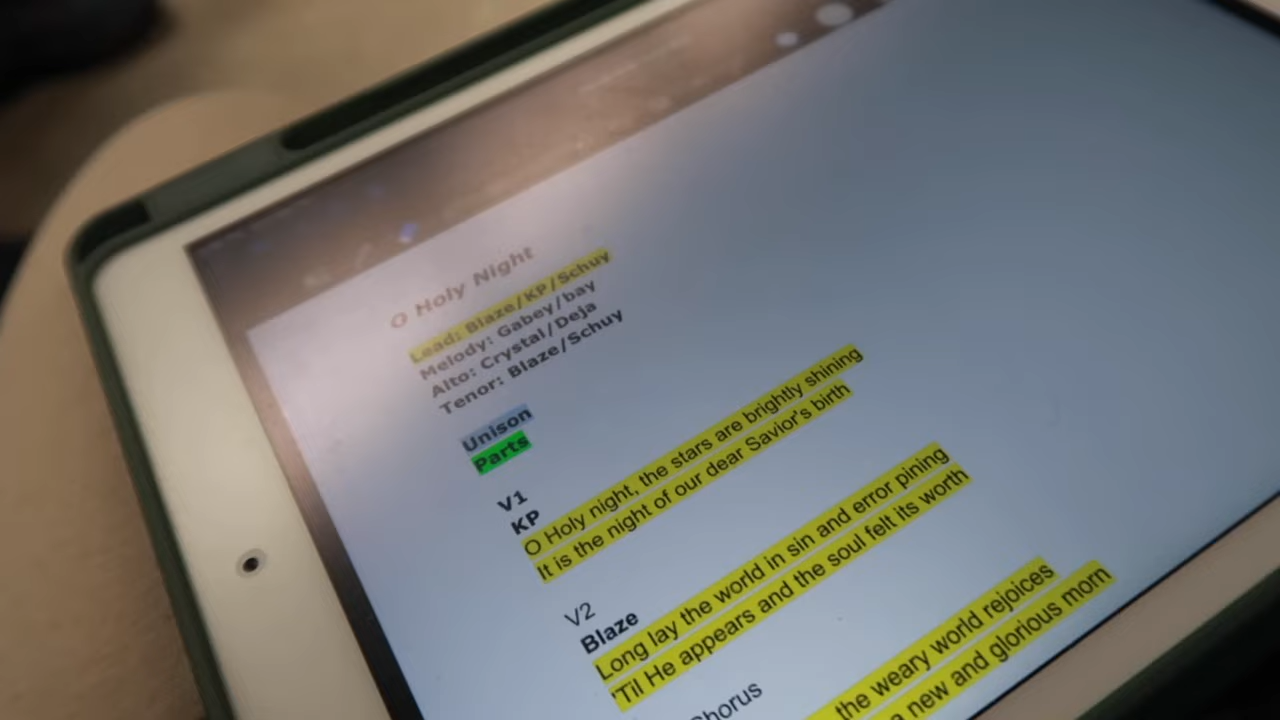 O Holy Night
Lead: Blaze/KP/Schuy
Melody: Gabey/bay
Alto: Crystal/Deja
Tenor: Blaze/Schuy
Unison
Parts
V1
KP
O Holy night, the stars are brightly shining
It is the night of our dear Savior's birth
V2
Blaze
Long lay the world in sin and error pining
'Til He appears and the soul felt its worth
Chorus
the weary world rejoices
a new and glorious morn